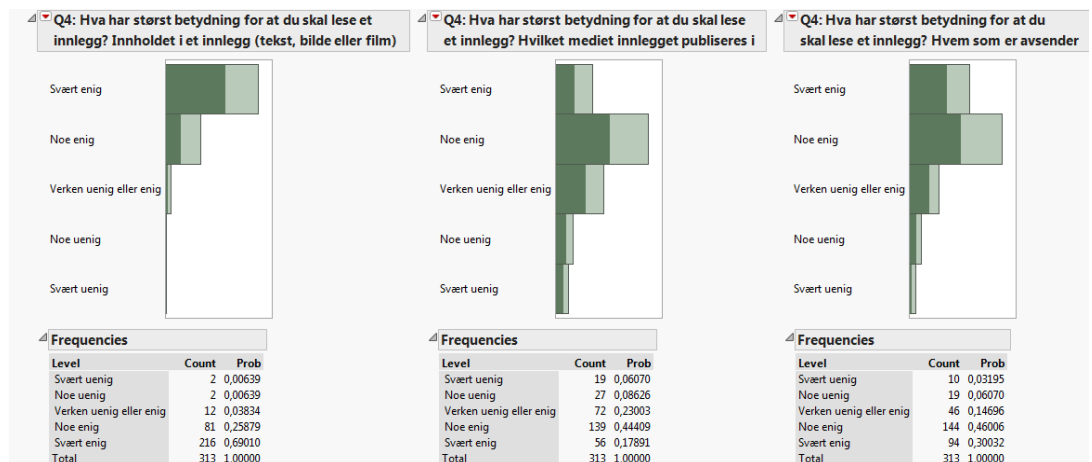 Q4: Hva har størst betydning for at du skal lese et
innlegg? Innholdet i et innlegg (tekst, bilde eller film)
Svært enig
Noe enig
Verken uenig eller enig
Noe uenig
Svært uenig
Frequencies
Level Count Prob
Svært uenig 2 0,00639
Noe uenig 2 0,00639
Verken uenig eller enig 12 0,03834
Noe enig 81 0,25879
Svært enig 216 0,69010
Total 313 1,00000
Q4: Hva har størst betydning for at du skal lese
et innlegg? Hvilket mediet innlegget publiseres i
Svært enig
Noe enig
Verken uenig eller enig
Noe uenig
Svært uenig
Frequencies
Level Count Prob
Svært uenig 19 0,06070
Noe uenig 27 0,08626
Verken uenig eller enig 72 0,23003
Noe enig 139 0,44409
Svært enig 56 0,17891
Total 313 1,00000
Q4: Hva har størst betydning for at du
skal lese et innlegg? Hvem som er avsender
Svært enig
Noe enig
Verken uenig eller enig
Noe uenig
Svært uenig
Frequencies
Level Count Prob
Svært uenig 10 0,03195
Noe uenig 19 0,06070
Verken uenig eller enig 46 0,14696
Noe enig 144 0,46006
Svært enig 94 0,30032
Total 313 1,00000